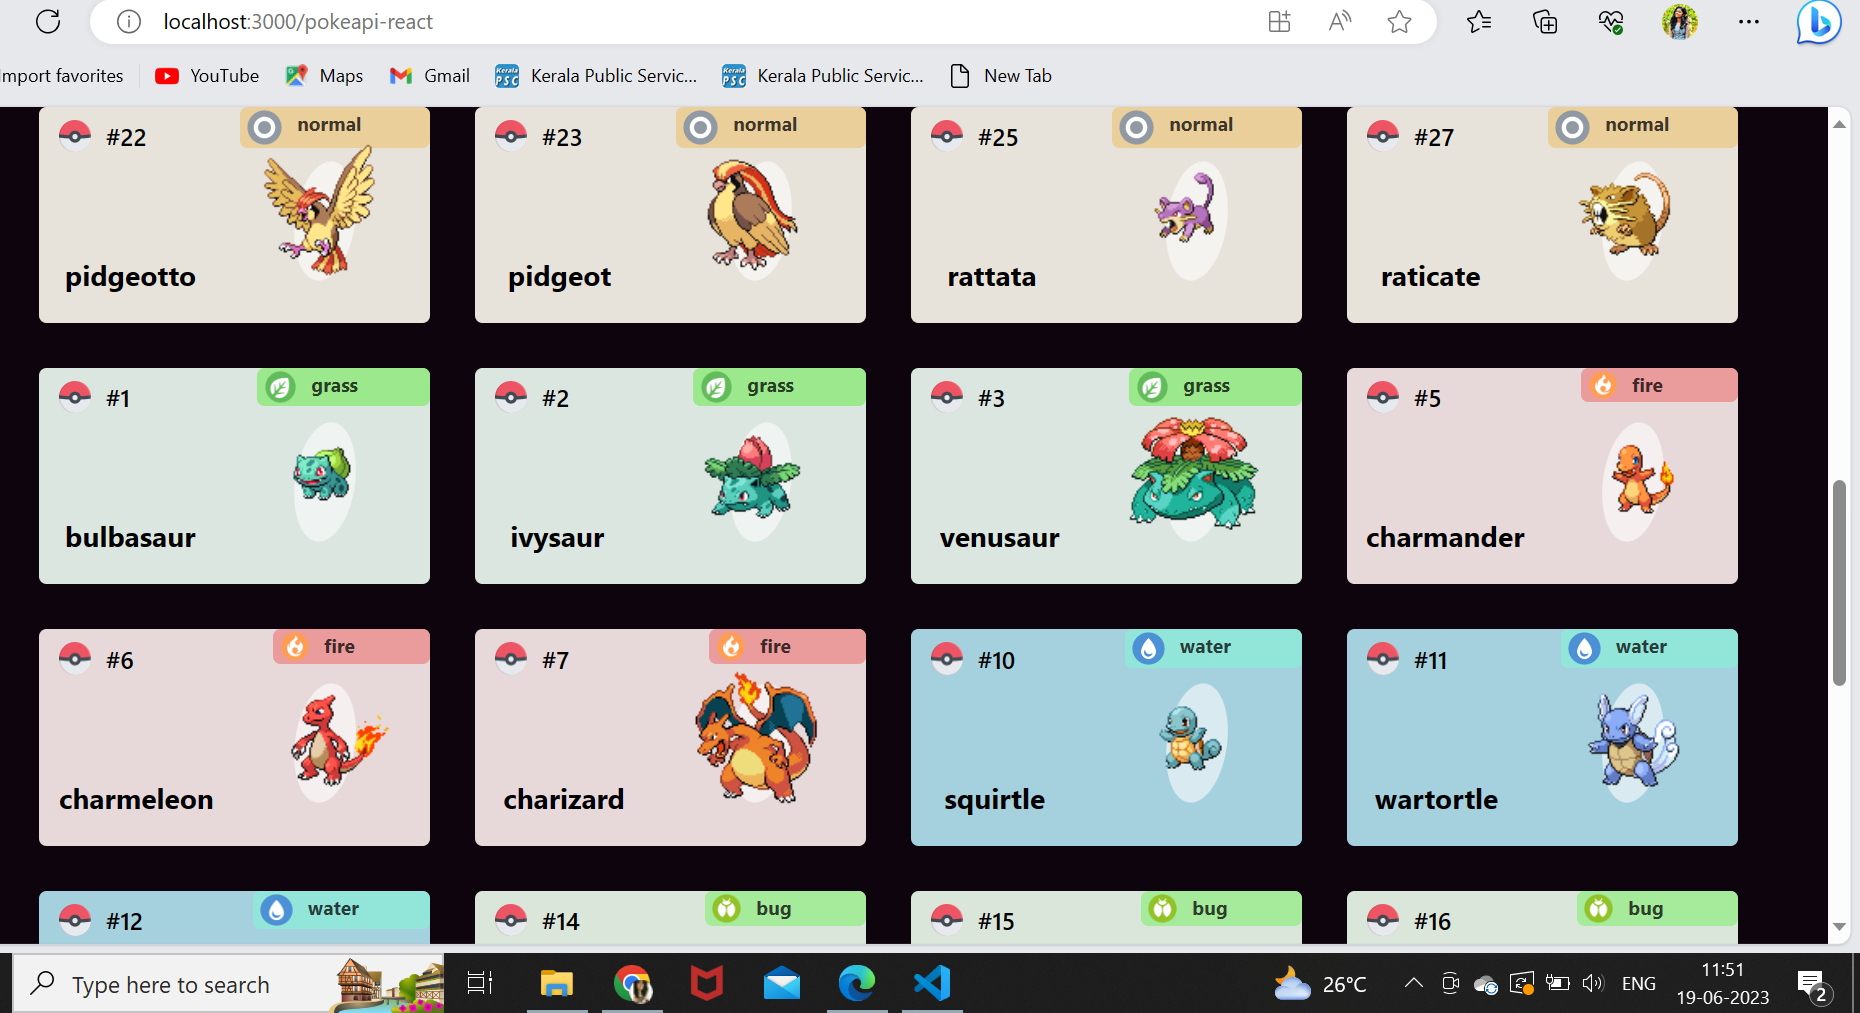 localhost:3000/pokeapi-react
mport favorites YouTube Maps Gmail Kerala Public Servic... Kerala Public Servic... New Tab
#22 normal #23 normal #25 normal #27 normal
pidgeotto pidgeot rattata raticate
#1 grass #2 grass #3 grass #5 fire
bulbasaur ivysaur venusaur charmander
#6 fire #7 fire #10 water #11 water
charmeleon charizard squirtle wartortle
#12 water #14 bug #15 bug #16 bug
Type here to search 26°C ENG 11:51
19-06-2023 2